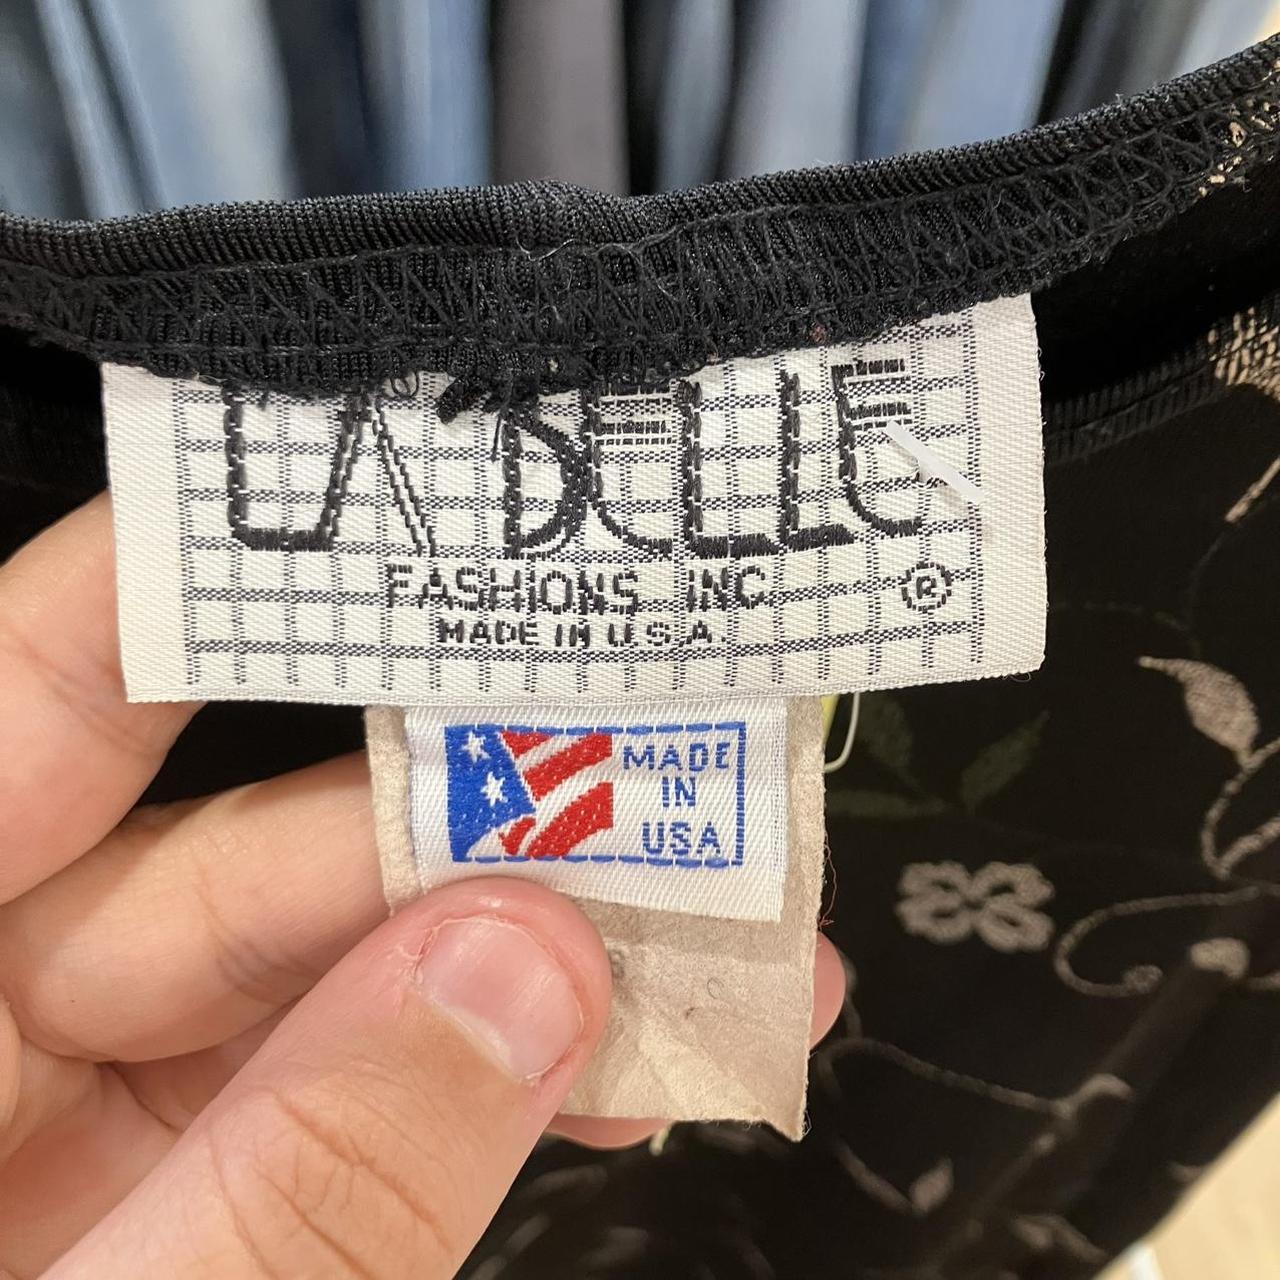 LA BELLE
FASHIONS INC ®
MADE IN U.S.A.
MADE
IN
USA